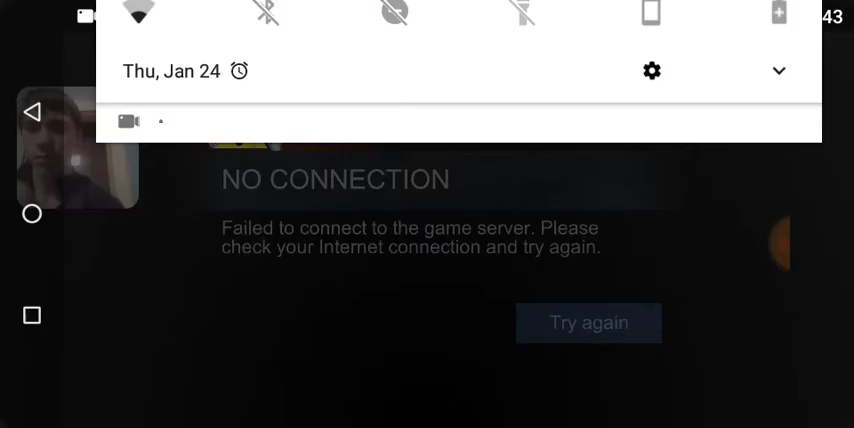 43
Thu, Jan 24
NO CONNECTION
Failed to connect to the game server. Please
check your Internet connection and try again.
Try again